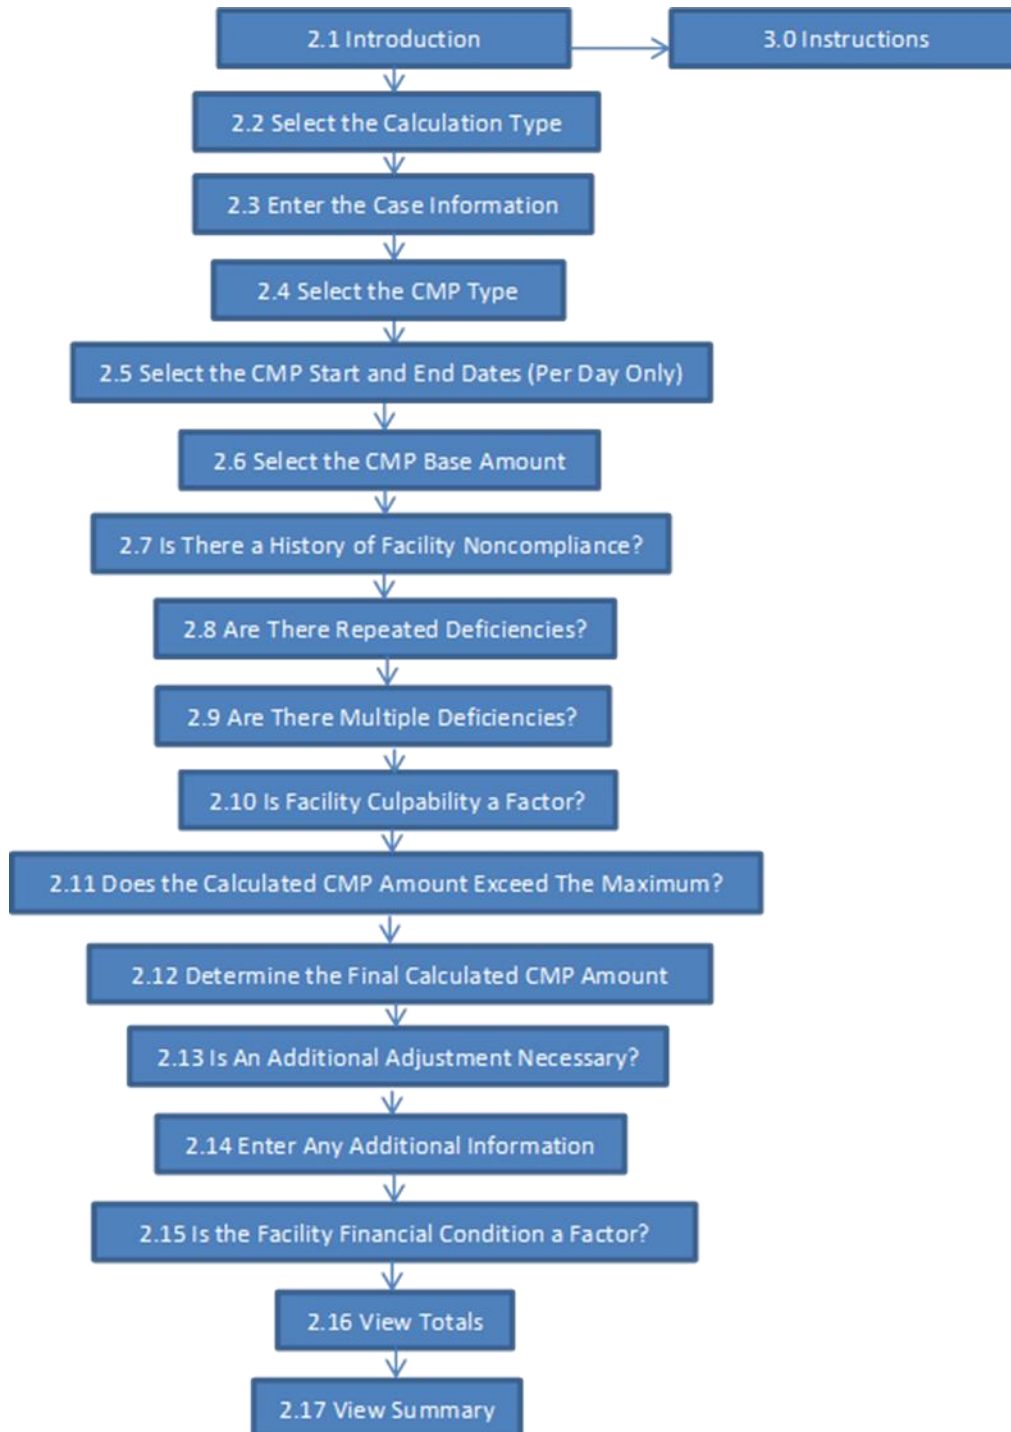 2.1 Introduction
3.0 Instructions
2.2 Select the Calculation Type
2.3 Enter the Case Information
2.4 Select the CMP Type
2.5 Select the CMP Start and End Dates (Per Day Only)
2.6 Select the CMP Base Amount
2.7 Is There a History of Facility Noncompliance?
2.8 Are There Repeated Deficiencies?
2.9 Are There Multiple Deficiencies?
2.10 Is Facility Culpability a Factor?
2.11 Does the Calculated CMP Amount Exceed The Maximum?
2.12 Determine the Final Calculated CMP Amount
2.13 Is An Additional Adjustment Necessary?
2.14 Enter Any Additional Information
2.15 Is the Facility Financial Condition a Factor?
2.16 View Totals
2.17 View Summary